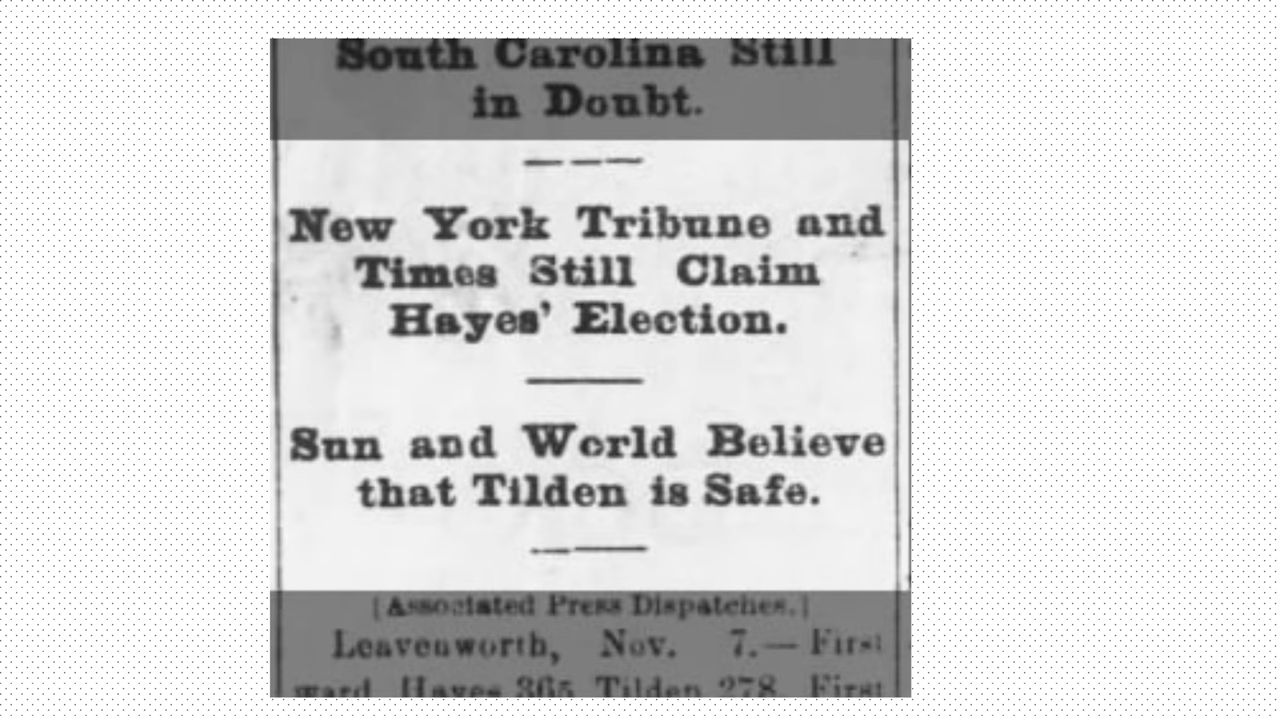 South Carolina Still
in Doubt.
New York Tribune and
Times Still Claim
Hayes' Election.
Sun and World Believe
that Tilden is Safe.
[Associated Press Dispatches.]
Leavenworth, Nov. 7.—First
ward, Hayes 365, Tilden 278. First